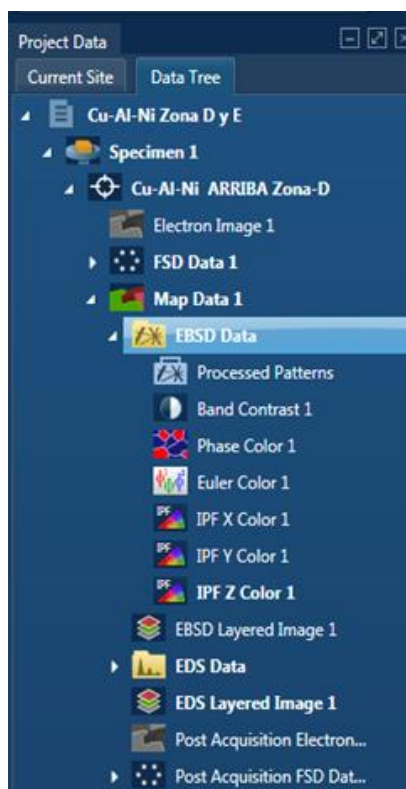 Project Data
Current Site Data Tree
Cu-Al-Ni Zona D y E
Specimen 1
Cu-Al-Ni ARRIBA Zona-D
Electron Image 1
FSD Data 1
Map Data 1
EBSD Data
Processed Patterns
Band Contrast 1
Phase Color 1
Euler Color 1
IPF IPF X Color 1
IPF IPF Y Color 1
IPF IPF Z Color 1
EBSD Layered Image 1
EDS Data
EDS Layered Image 1
Post Acquisition Electron...
Post Acquisition FSD Dat...